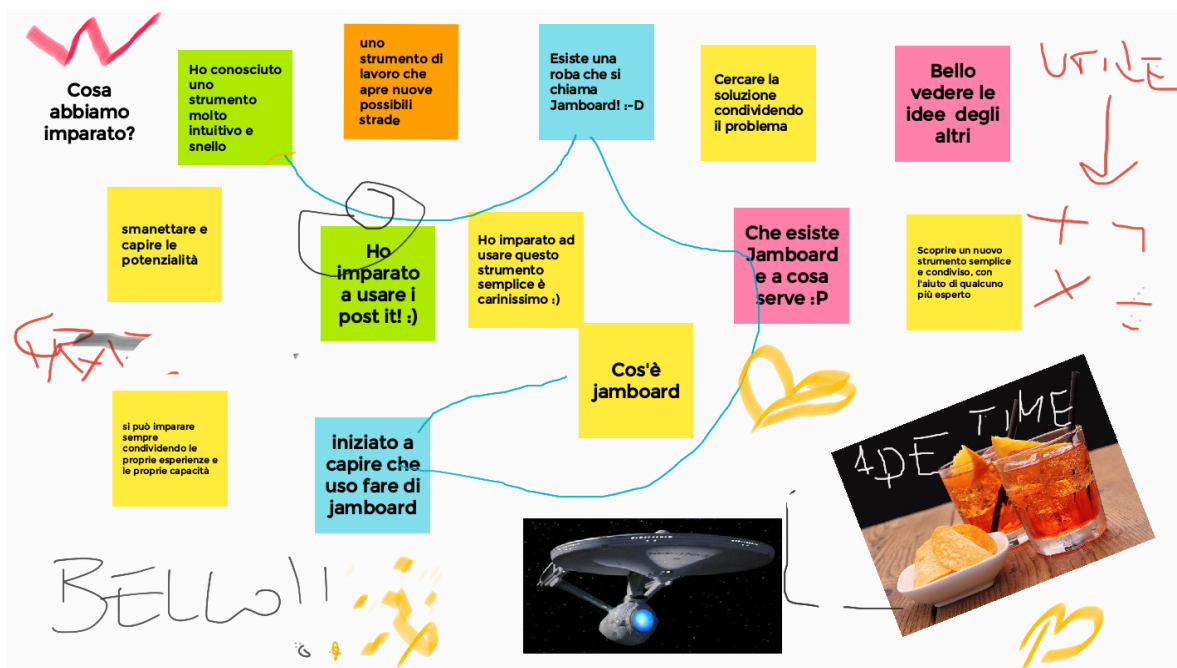 Cosa
abbiamo
imparato?
Ho conosciuto
uno
strumento
molto
intuitivo e
snello
uno
strumento di
lavoro che
apre nuove
possibili
strade
Esiste una
roba che si
chiama
Jamboard! :-D
Cercare la
soluzione
condividendo
il problema
Bello
vedere le
idee degli
altri
UTILE
smanettare e
capire le
potenzialità
Ho
imparato
a usare i
post it! :)
Ho imparato ad
usare questo
strumento
semplice è
carinissimo :)
Che esiste
Jamboard
e a cosa
serve :P
Scoprire un nuovo
strumento semplice
e condiviso, con
l'aiuto di qualcuno
più esperto
+ -
× ÷
Cos'è
jamboard
si può imparare
sempre
condividendo le
proprie esperienze e
le proprie capacità
iniziato a
capire che
uso fare di
jamboard
APE TIME
BELLO!!